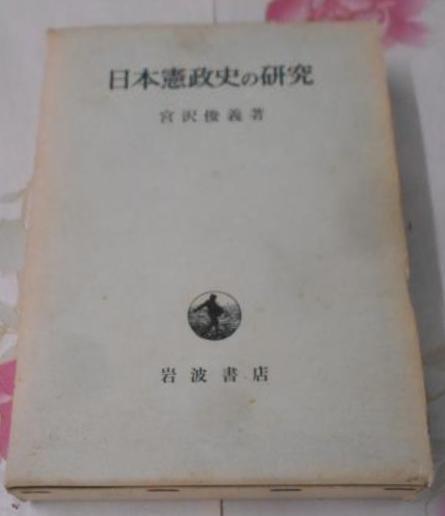 日本憲政史の研究
宮沢俊義著
岩波書店